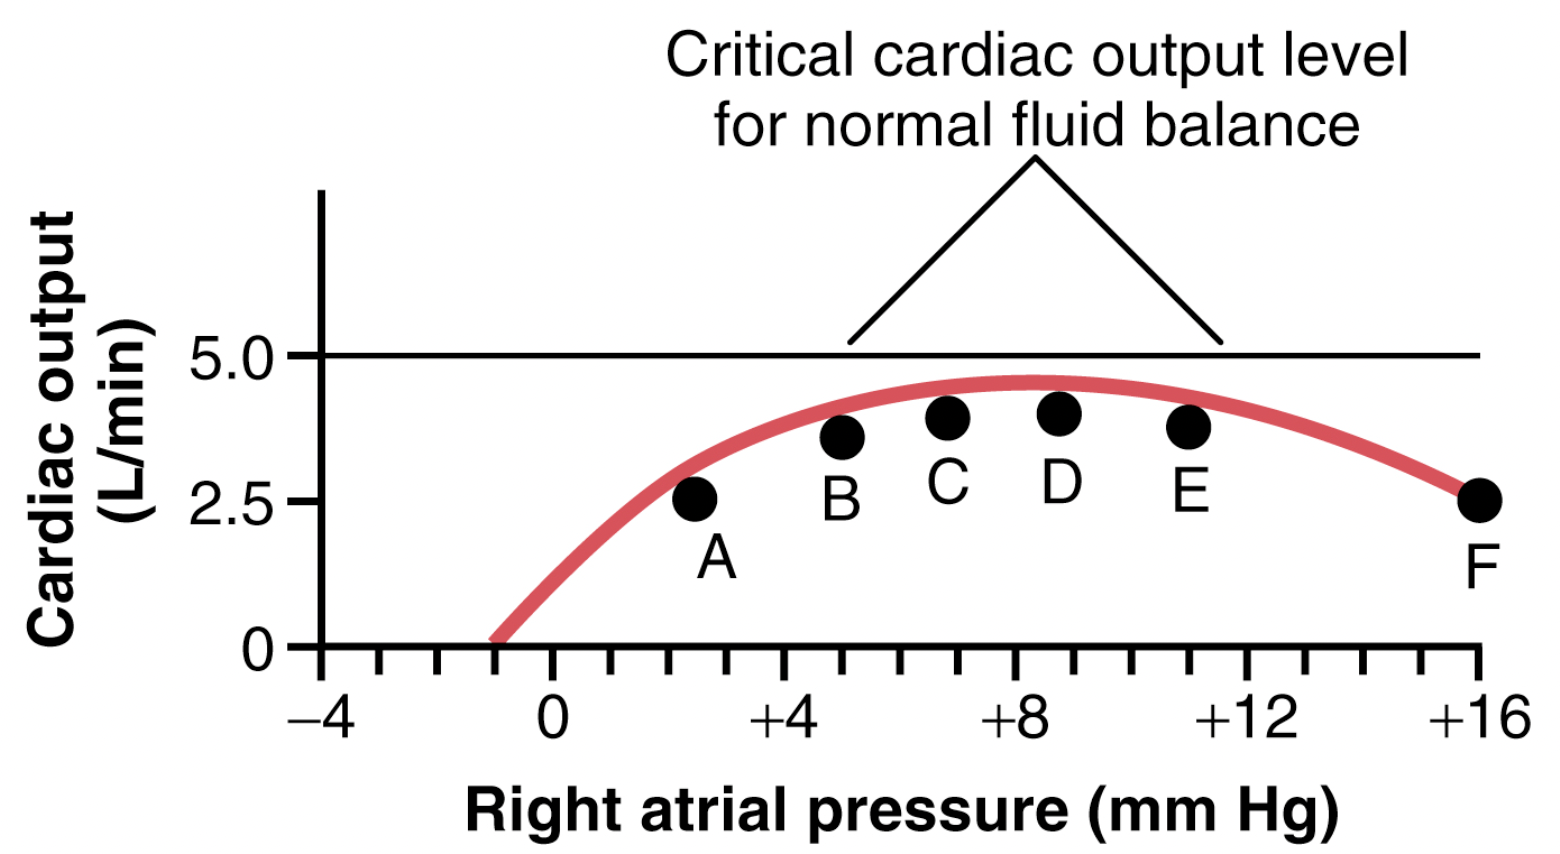 Critical cardiac output level
for normal fluid balance
Cardiac output
(L/min)
5.0
2.5
0
A
B
C
D
E
F
–4
0
+4
+8
+12
+16
Right atrial pressure (mm Hg)